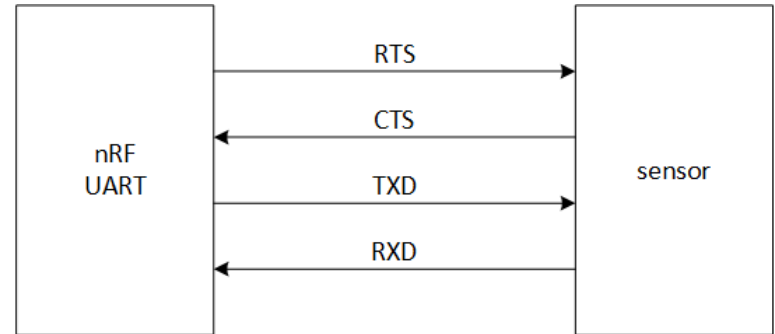 RTS
CTS
nRF
UART
sensor
TXD
RXD